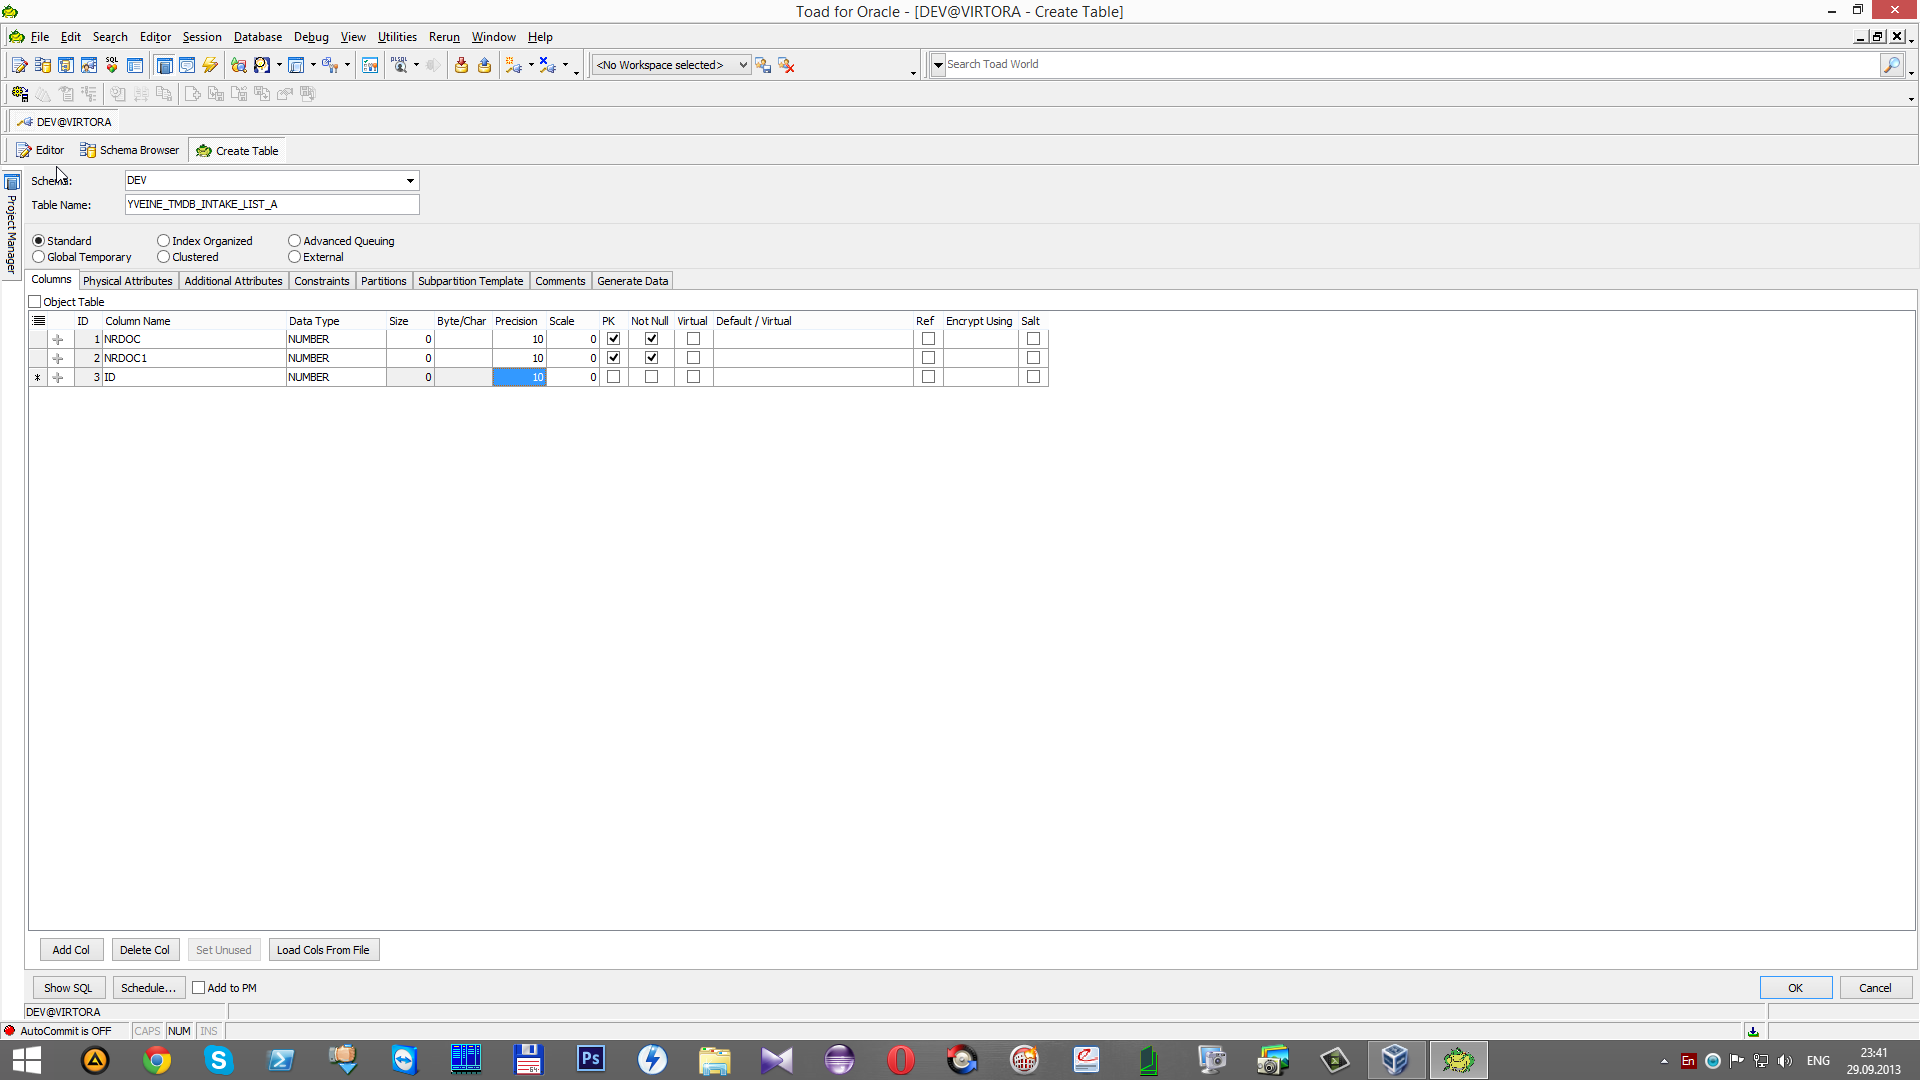 Toad for Oracle - [DEV@VIRTORA - Create Table]
File Edit Search Editor Session Database Debug View Utilities Rerun Window Help
<No Workspace selected> Search Toad World
DEV@VIRTORA
Editor Schema Browser Create Table
Project Manager
Schema: DEV
Table Name: YVEINE_TMDB_INTAKE_LIST_A
Standard Index Organized Advanced Queuing
Global Temporary Clustered External
Columns Physical Attributes Additional Attributes Constraints Partitions Subpartition Template Comments Generate Data
Object Table
ID Column Name Data Type Size Byte/Char Precision Scale PK Not Null Virtual Default / Virtual Ref Encrypt Using Salt
1 NRDOC NUMBER 0 10 0
2 NRDOC1 NUMBER 0 10 0
* 3 ID NUMBER 0 10 0
Add Col Delete Col Set Unused Load Cols From File
Show SQL Schedule... Add to PM OK Cancel
DEV@VIRTORA
AutoCommit is OFF CAPS NUM INS
Ps 64 En ENG 23:41
29.09.2013